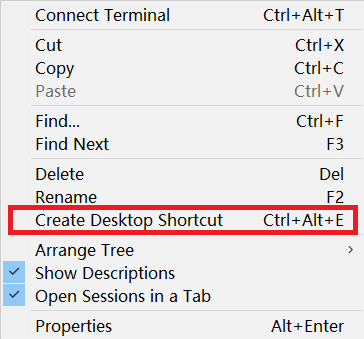 Connect Terminal Ctrl+Alt+T
Cut Ctrl+X
Copy Ctrl+C
Paste Ctrl+V
Find... Ctrl+F
Find Next F3
Delete Del
Rename F2
Create Desktop Shortcut Ctrl+Alt+E
Arrange Tree
Show Descriptions
Open Sessions in a Tab
Properties Alt+Enter